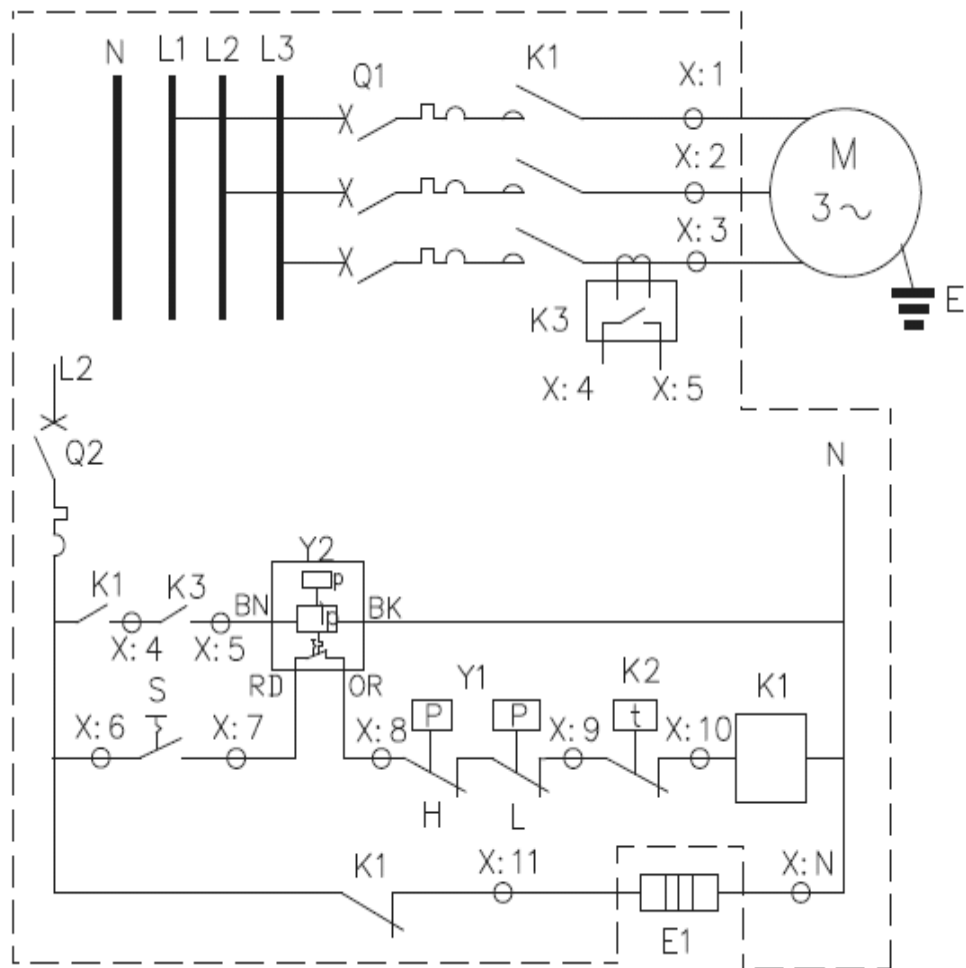 N L1 L2 L3
Q1 K1 X:1
X:2
X:3
M
3~
K3
E
X:4 X:5
L2
Q2
N
Y2
p
K1 K3 BN p BK
X:4 X:5
RD OR
S Y1 K2 K1
P P t
X:6 X:7 X:8 X:9 X:10
H L
K1 X:11 X:N
E1